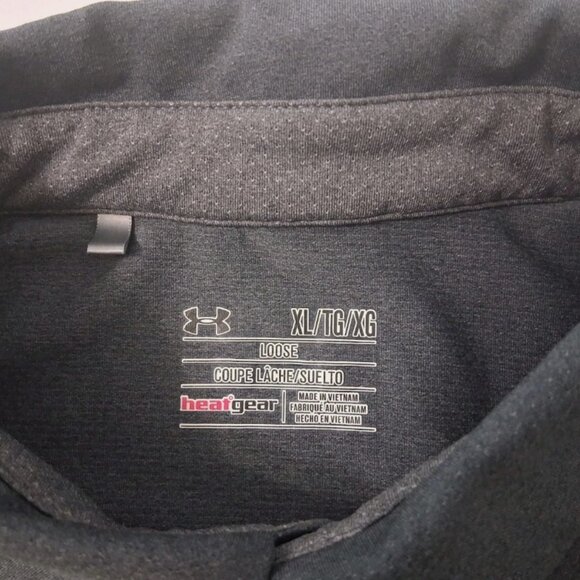 XL/TG/XG
LOOSE
COUPE LÂCHE/SUELTO
heatgear
MADE IN VIETNAM
FABRIQUÉ AU VIETNAM
HECHO EN VIETNAM